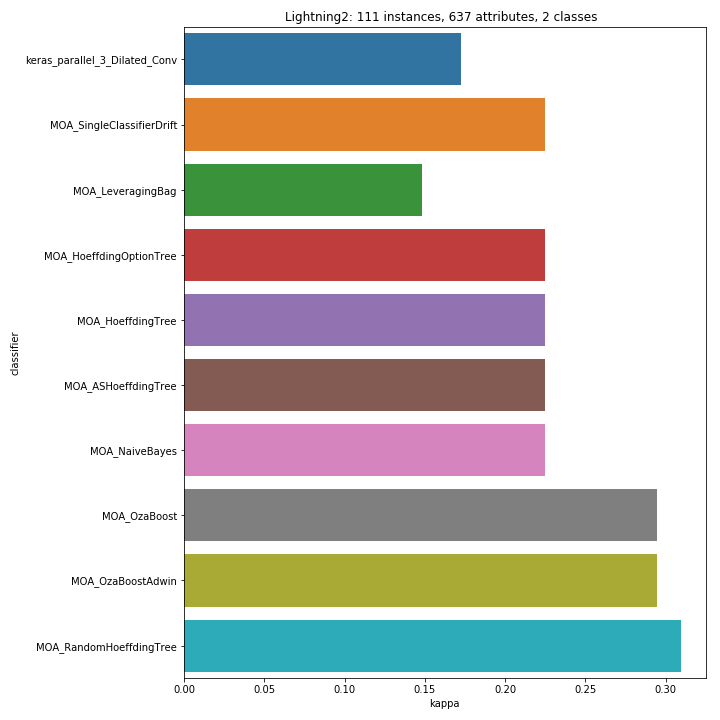 Lightning2: 111 instances, 637 attributes, 2 classes
classifier
keras_parallel_3_Dilated_Conv
MOA_SingleClassifierDrift
MOA_LeveragingBag
MOA_HoeffdingOptionTree
MOA_HoeffdingTree
MOA_ASHoeffdingTree
MOA_NaiveBayes
MOA_OzaBoost
MOA_OzaBoostAdwin
MOA_RandomHoeffdingTree
0.00 0.05 0.10 0.15 0.20 0.25 0.30
kappa